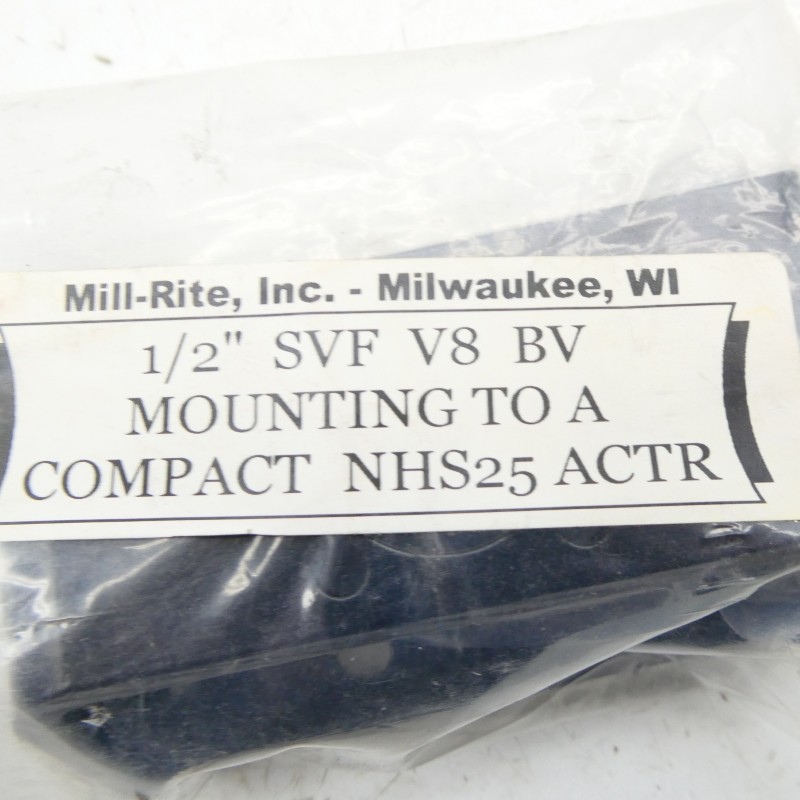 Mill-Rite, Inc. - Milwaukee, WI
1/2" SVF V8 BV
MOUNTING TO A
COMPACT NHS25 ACTR